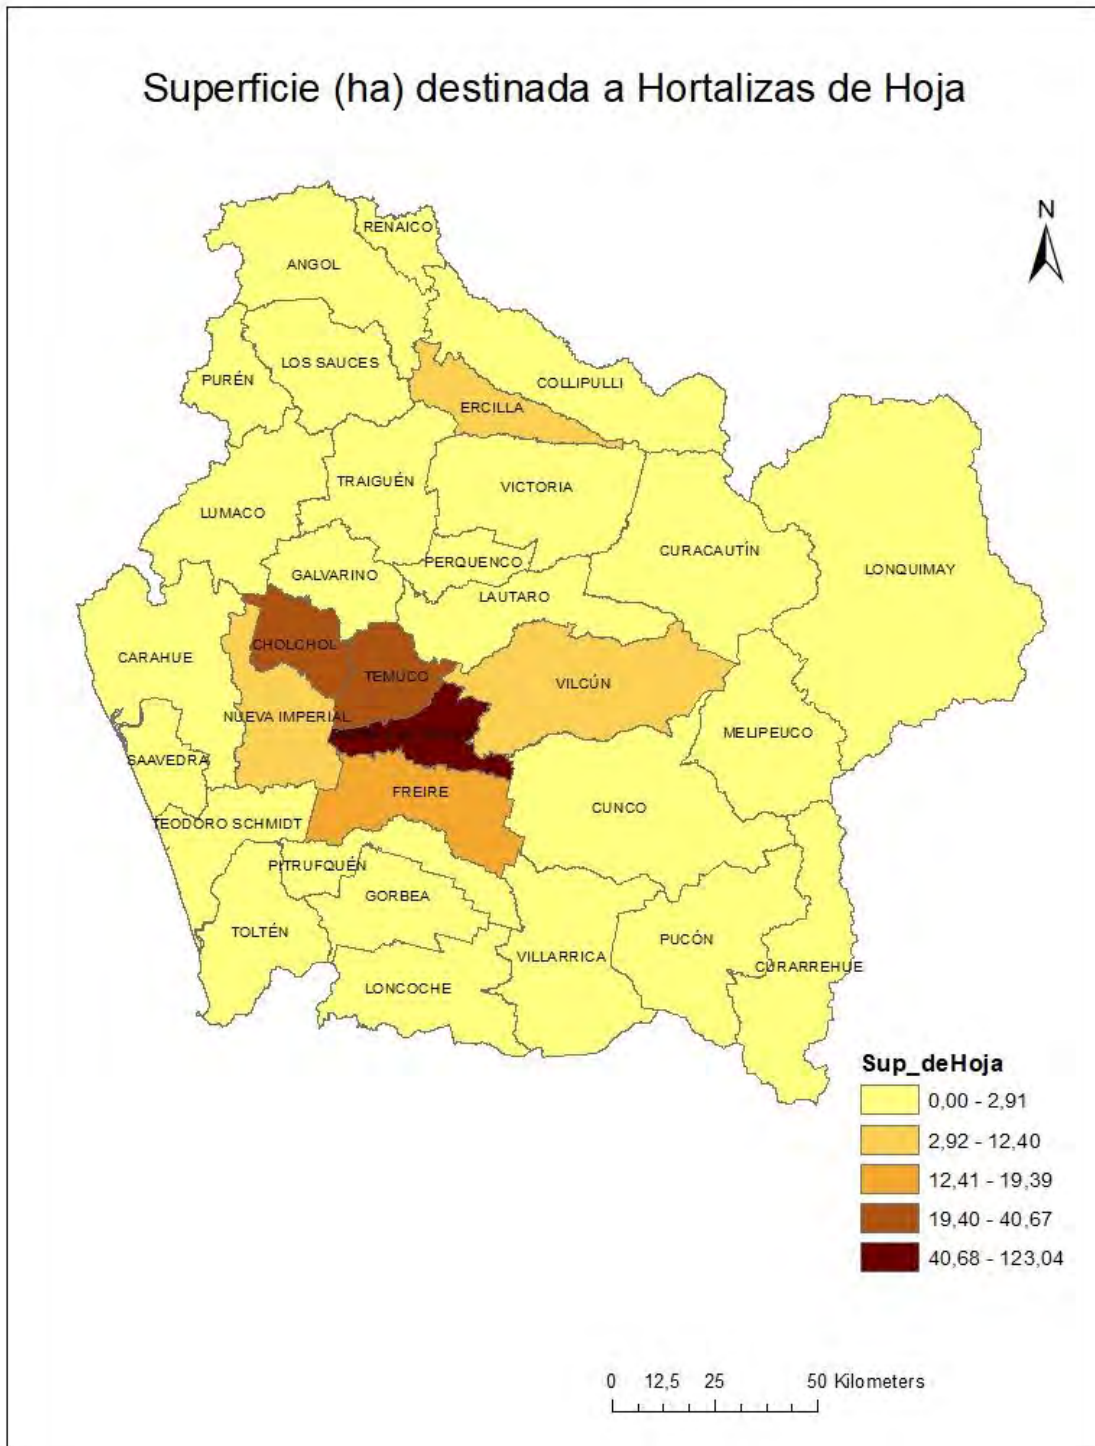 Superficie (ha) destinada a Hortalizas de Hoja
N
RENAICO
ANGOL
LOS SAUCES
PURÉN
COLLIPULLI
ERCILLA
TRAIGUÉN
VICTORIA
LUMACO
CURACAUTÍN
PERQUENCO
LONQUIMAY
GALVARINO
LAUTARO
CHOLCHOL
CARAHUE
TEMUCO
VILCÚN
NUEVA IMPERIAL
MELIPEUCO
SAAVEDRA
FREIRE
CUNCO
TEODORO SCHMIDT
PITRUFQUÉN
GORBEA
TOLTÉN
PUCÓN
VILLARRICA
CURARREHUE
LONCOCHE
Sup_deHoja
0,00 - 2,91
2,92 - 12,40
12,41 - 19,39
19,40 - 40,67
40,68 - 123,04
0 12,5 25 50 Kilometers